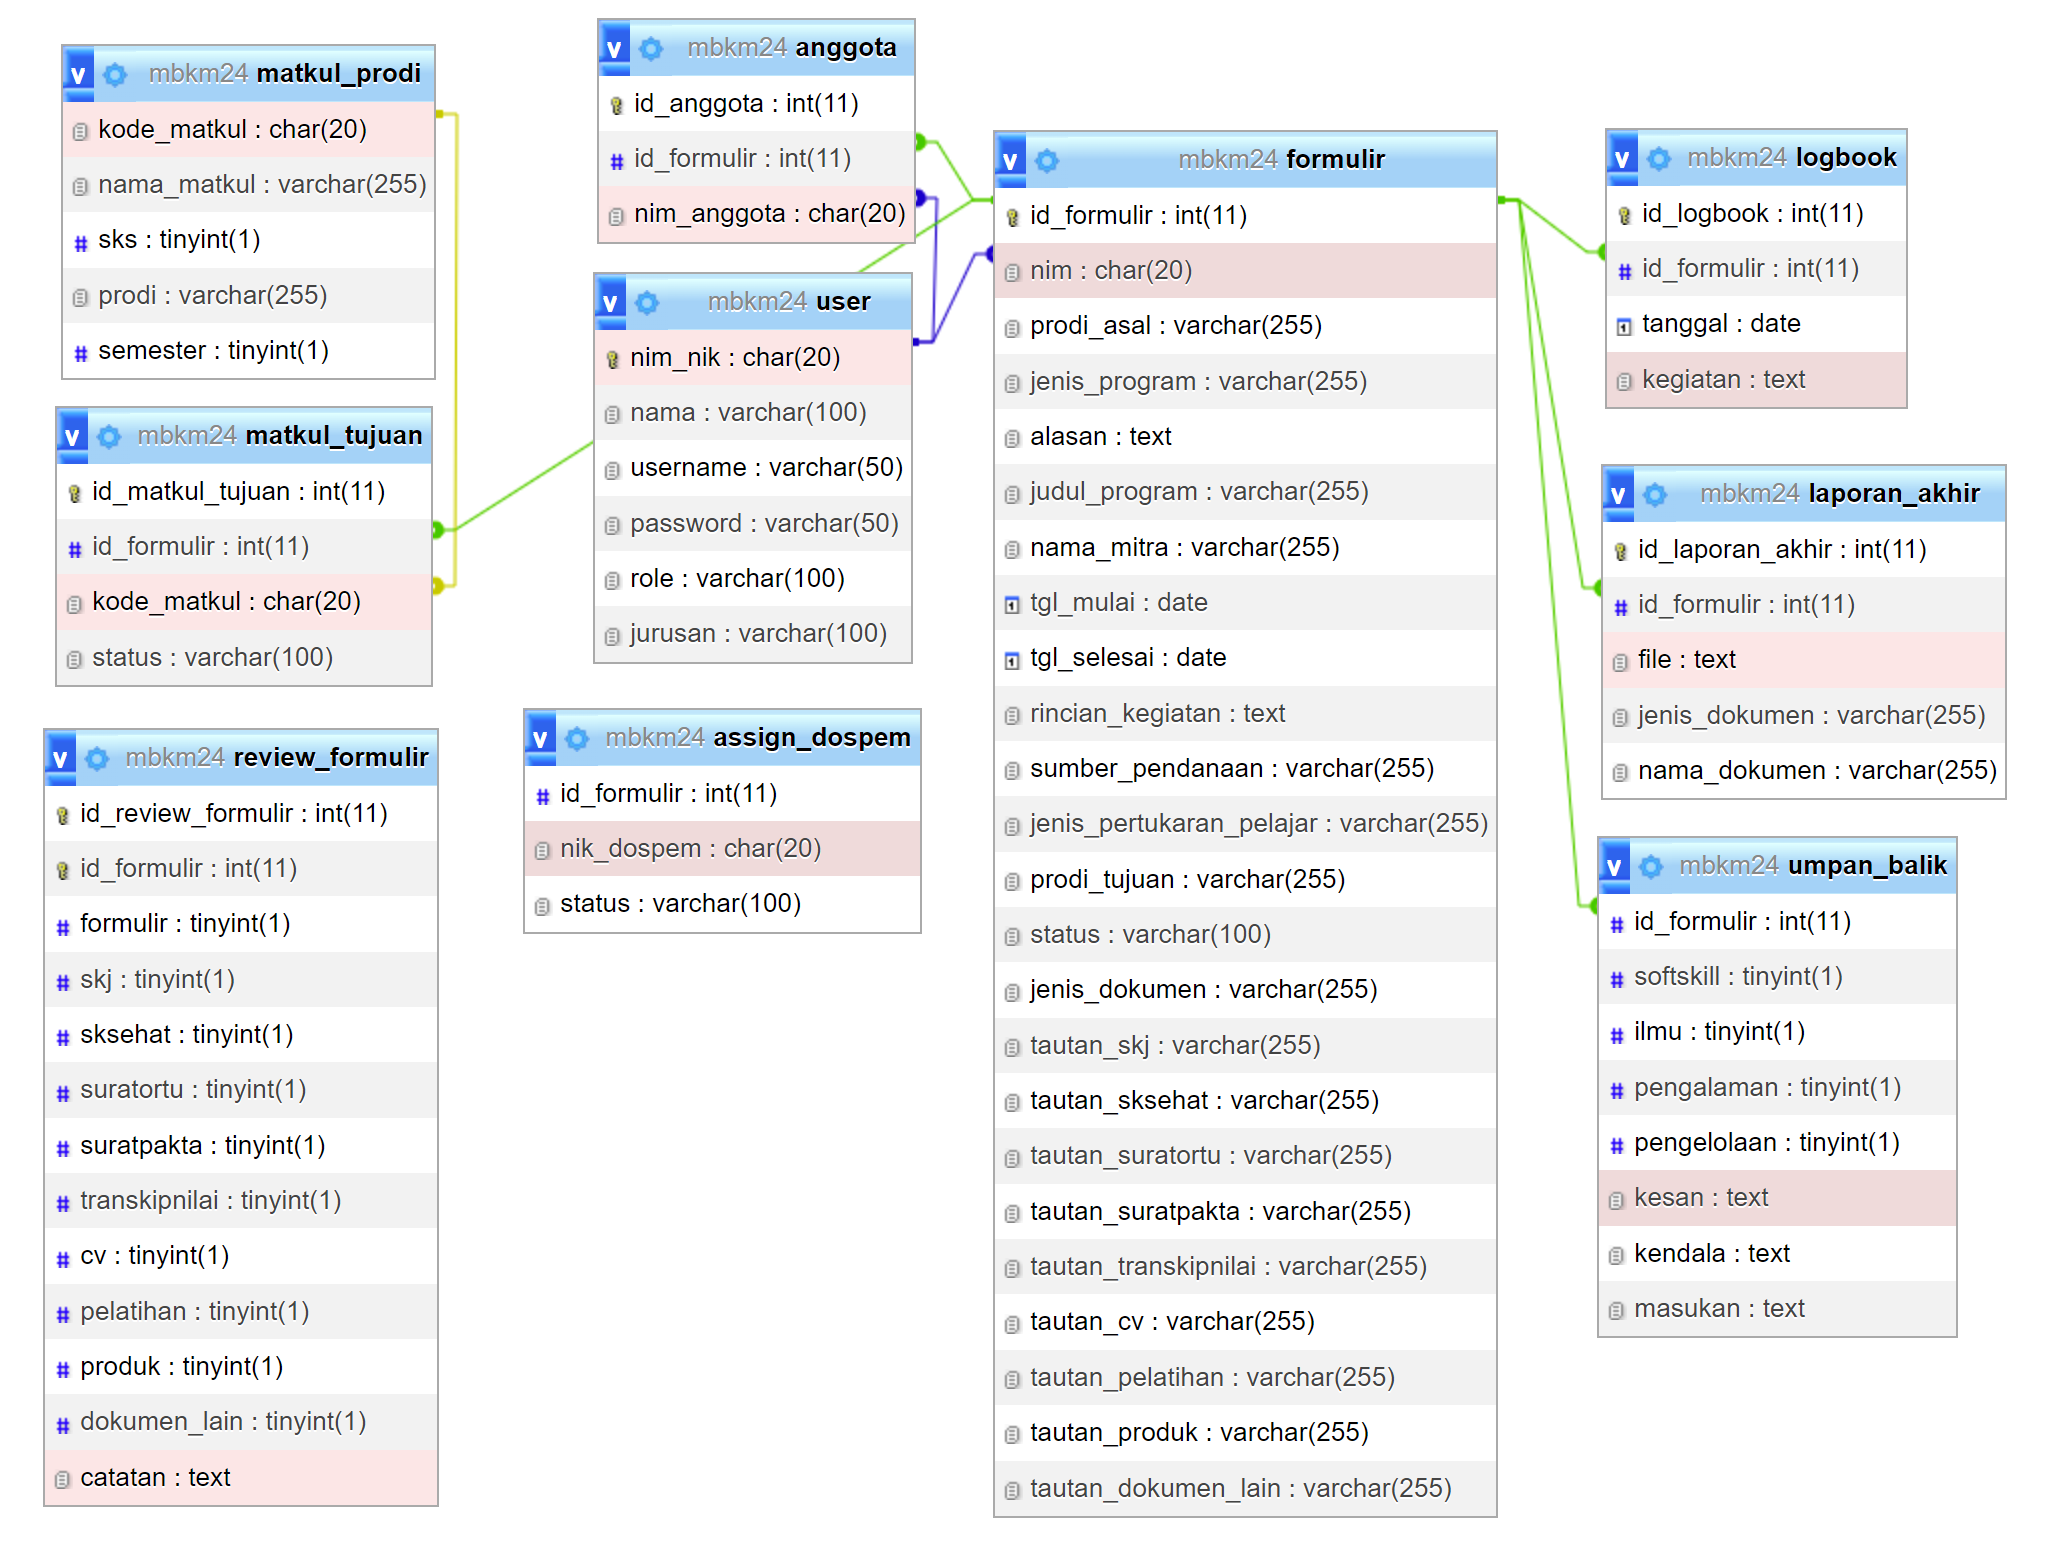 v mbkm24 matkul_prodi
kode_matkul : char(20)
nama_matkul : varchar(255)
sks : tinyint(1)
prodi : varchar(255)
semester : tinyint(1)
v mbkm24 matkul_tujuan
id_matkul_tujuan : int(11)
id_formulir : int(11)
kode_matkul : char(20)
status : varchar(100)
v mbkm24 review_formulir
id_review_formulir : int(11)
id_formulir : int(11)
formulir : tinyint(1)
skj : tinyint(1)
sksehat : tinyint(1)
suratortu : tinyint(1)
suratpakta : tinyint(1)
transkipnilai : tinyint(1)
cv : tinyint(1)
pelatihan : tinyint(1)
produk : tinyint(1)
dokumen_lain : tinyint(1)
catatan : text
v mbkm24 anggota
id_anggota : int(11)
id_formulir : int(11)
nim_anggota : char(20)
v mbkm24 user
nim_nik : char(20)
nama : varchar(100)
username : varchar(50)
password : varchar(50)
role : varchar(100)
jurusan : varchar(100)
v mbkm24 assign_dospem
id_formulir : int(11)
nik_dospem : char(20)
status : varchar(100)
v mbkm24 formulir
id_formulir : int(11)
nim : char(20)
prodi_asal : varchar(255)
jenis_program : varchar(255)
alasan : text
judul_program : varchar(255)
nama_mitra : varchar(255)
tgl_mulai : date
tgl_selesai : date
rincian_kegiatan : text
sumber_pendanaan : varchar(255)
jenis_pertukaran_pelajar : varchar(255)
prodi_tujuan : varchar(255)
status : varchar(100)
jenis_dokumen : varchar(255)
tautan_skj : varchar(255)
tautan_sksehat : varchar(255)
tautan_suratortu : varchar(255)
tautan_suratpakta : varchar(255)
tautan_transkipnilai : varchar(255)
tautan_cv : varchar(255)
tautan_pelatihan : varchar(255)
tautan_produk : varchar(255)
tautan_dokumen_lain : varchar(255)
v mbkm24 logbook
id_logbook : int(11)
id_formulir : int(11)
tanggal : date
kegiatan : text
v mbkm24 laporan_akhir
id_laporan_akhir : int(11)
id_formulir : int(11)
file : text
jenis_dokumen : varchar(255)
nama_dokumen : varchar(255)
v mbkm24 umpan_balik
id_formulir : int(11)
softskill : tinyint(1)
ilmu : tinyint(1)
pengalaman : tinyint(1)
pengelolaan : tinyint(1)
kesan : text
kendala : text
masukan : text